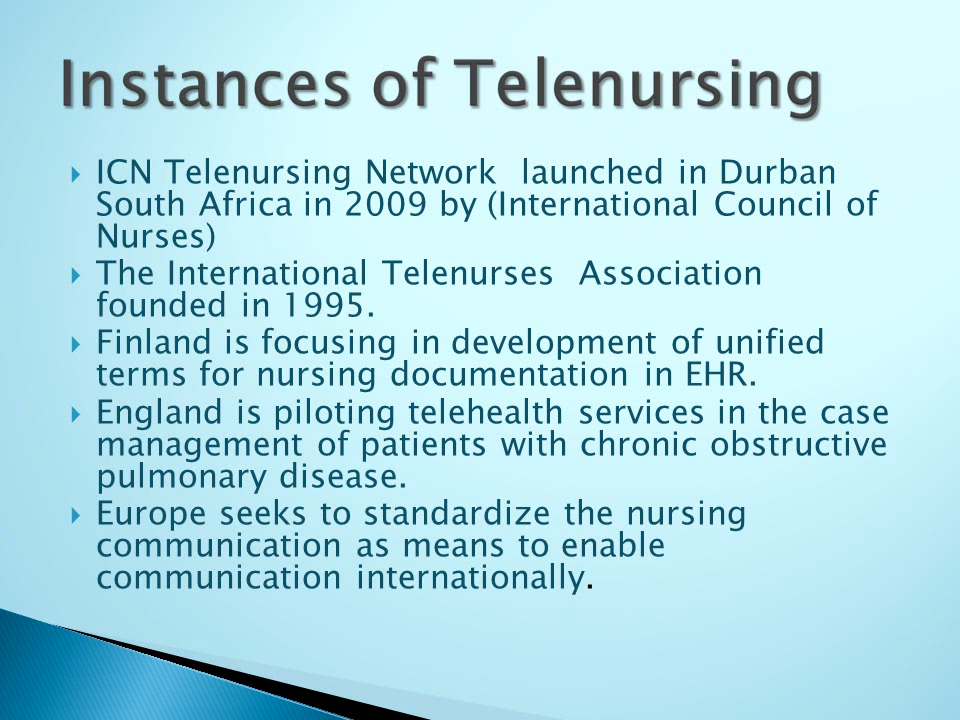 Instances of Telenursing
ICN Telenursing Network  launched in Durban
South Africa in 2009 by (International Council of
Nurses)
The International Telenurses  Association
founded in 1995.
Finland is focusing in development of unified
terms for nursing documentation in EHR.
England is piloting telehealth services in the case
management of patients with chronic obstructive
pulmonary disease.
Europe seeks to standardize the nursing
communication as means to enable
communication internationally.